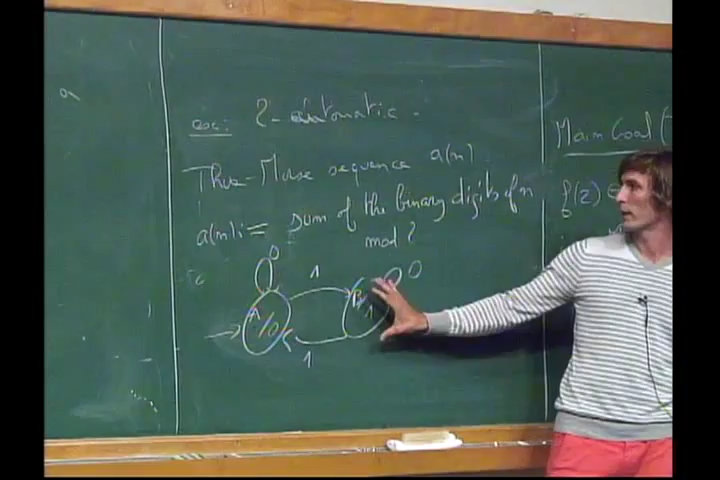 exc: 2-automatic.
Thue-Morse sequence a(n)
a(n):= sum of the binary digits of n
mod 2
0
1
0
A/0
B/1
1
Main Goal (
f(z) ∈